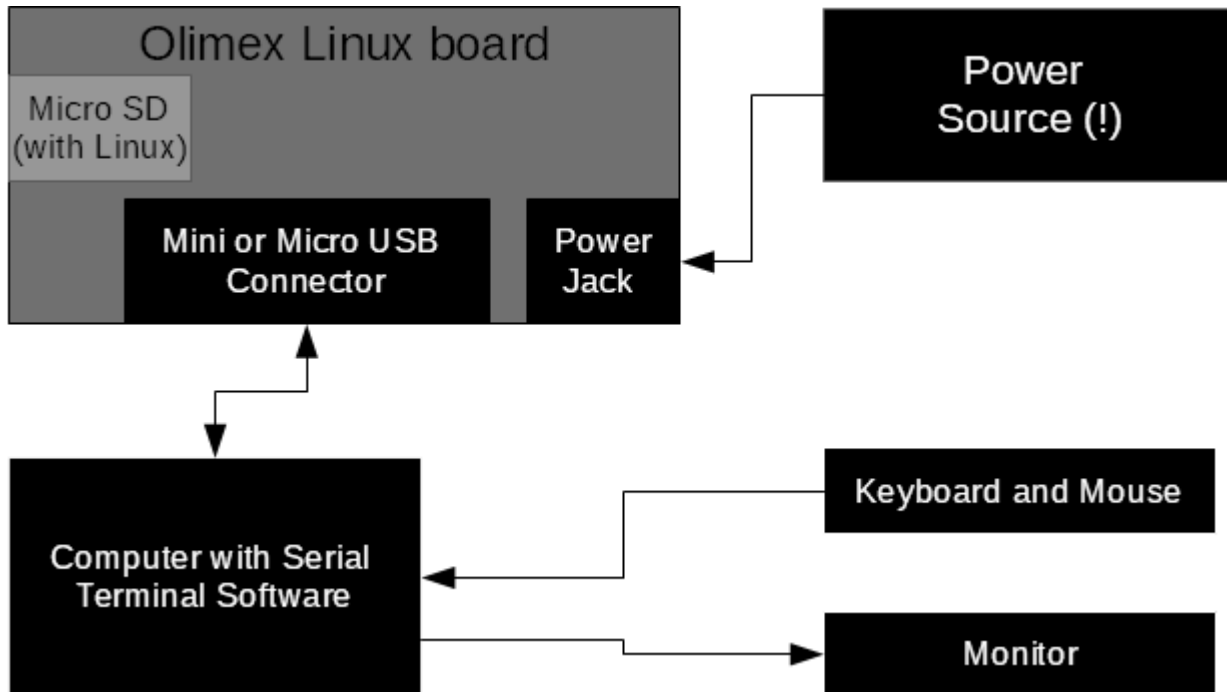 Olimex Linux board
Micro SD
(with Linux)
Mini or Micro USB
Connector
Power
Jack
Power
Source (!)
Computer with Serial
Terminal Software
Keyboard and Mouse
Monitor